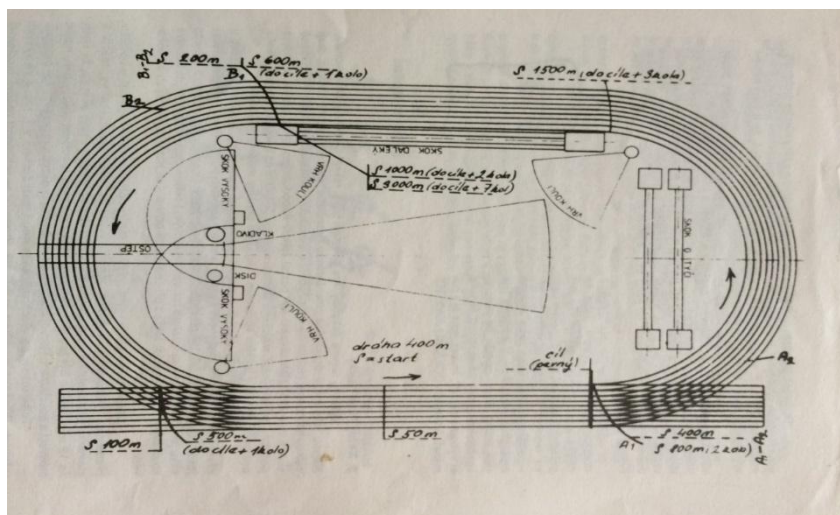 B₁-B₂
S 200m
S 600m
B₁
(do cíle + 1 kolo)
S 1500m (do cíle + 3 kola)
B₂
SKOK DALEKÝ
S 1000m (do cíle + 2 kola)
S 3000m (do cíle + 7 kol)
SKOK VYSOKÝ
VRH KOULÍ
VRH KOULÍ
KLADIVO
OŠTĚP
DISK
SKOK O TYČI
SKOK VYSOKÝ
VRH KOULÍ
dráha 400m
S = start
cíl
(pevný)
A₂
S 100m
S 500m
(do cíle + 1 kolo)
S 50m
A₁
S 400m
S 800m, 2 kola)
A₁-A₂